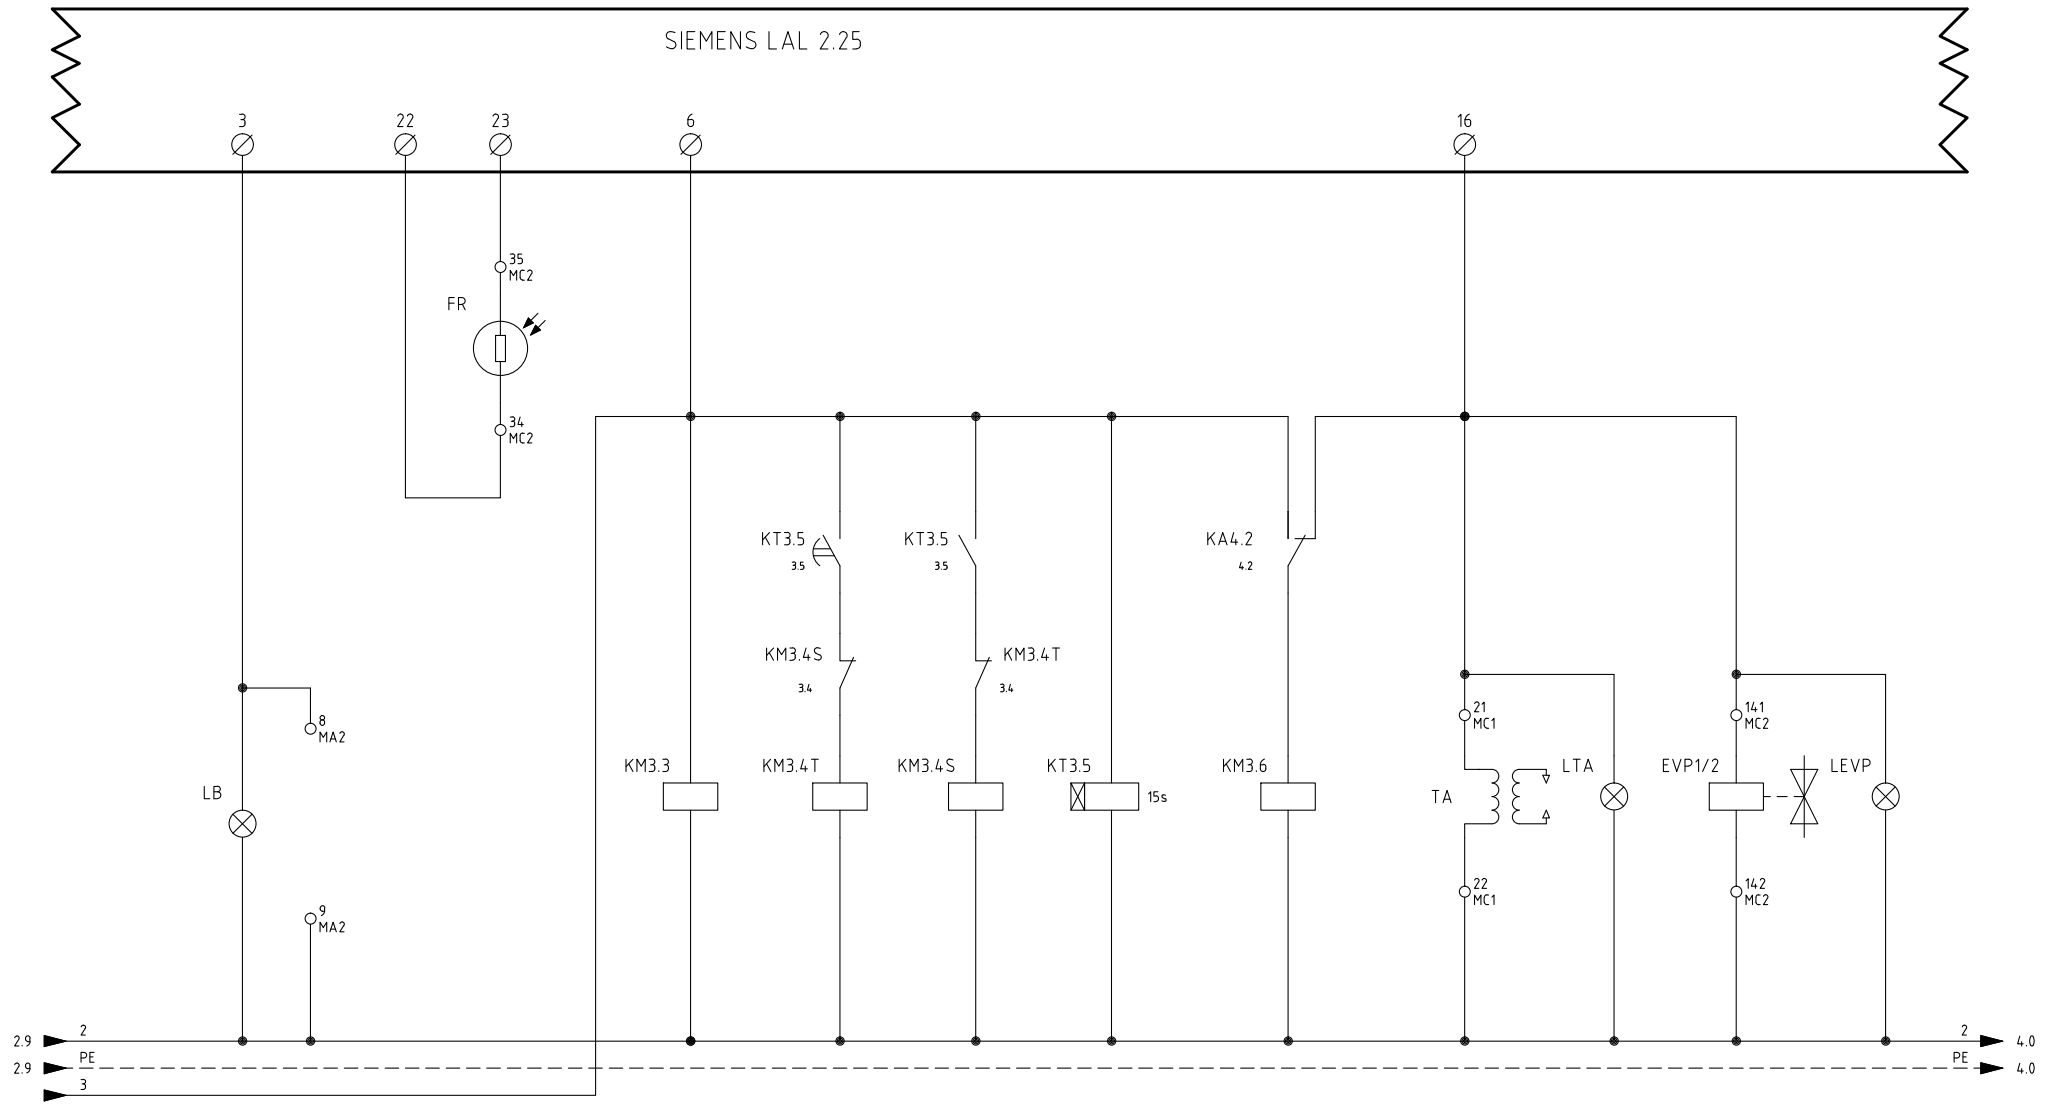 SIEMENS LAL 2.25
3
22
23
6
16
35
MC2
FR
34
MC2
KT3.5
3.5
KT3.5
3.5
KA4.2
4.2
KM3.4S
3.4
KM3.4T
3.4
8
MA2
21
MC1
141
MC2
LB
KM3.3
KM3.4T
KM3.4S
KT3.5
15s
KM3.6
TA
LTA
EVP1/2
LEVP
22
MC1
142
MC2
9
MA2
2.9
2
2
4.0
2.9
PE
PE
4.0
3